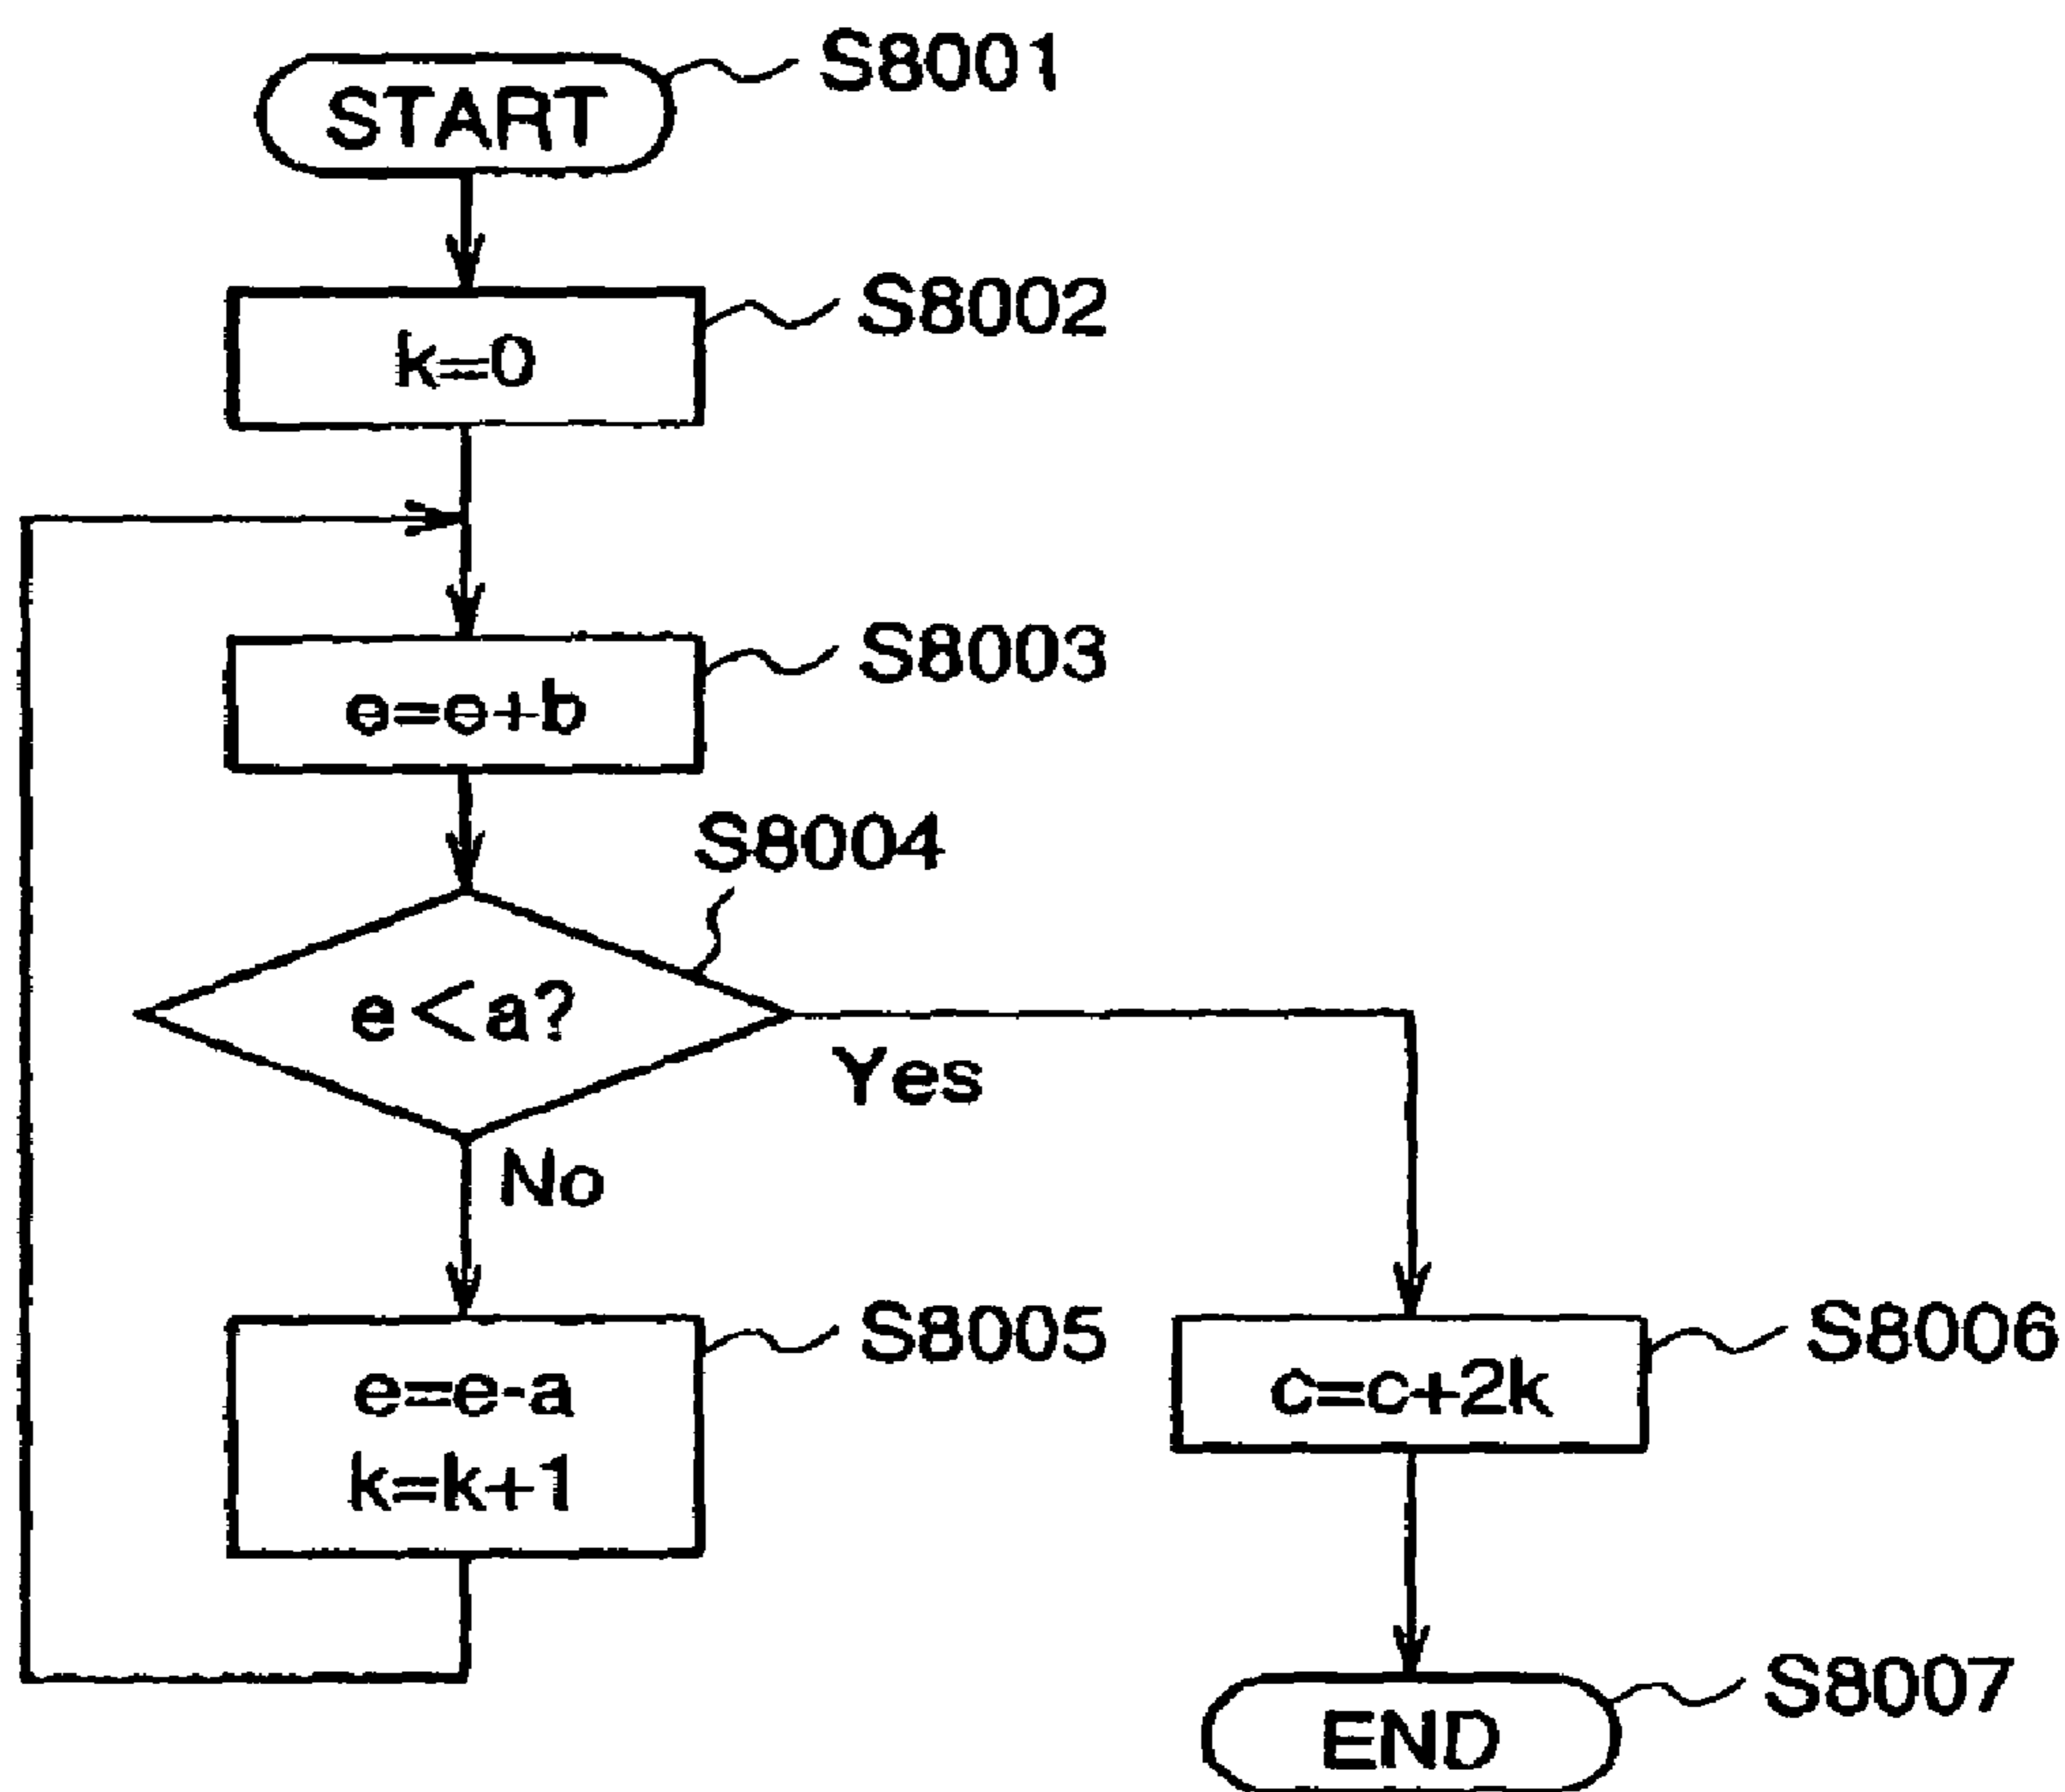 START
S8001
k=0
S8002
e=e+b
S8003
S8004
e<a?
Yes
No
e=e-a
k=k+1
S8005
c=c+2k
S8006
END
S8007